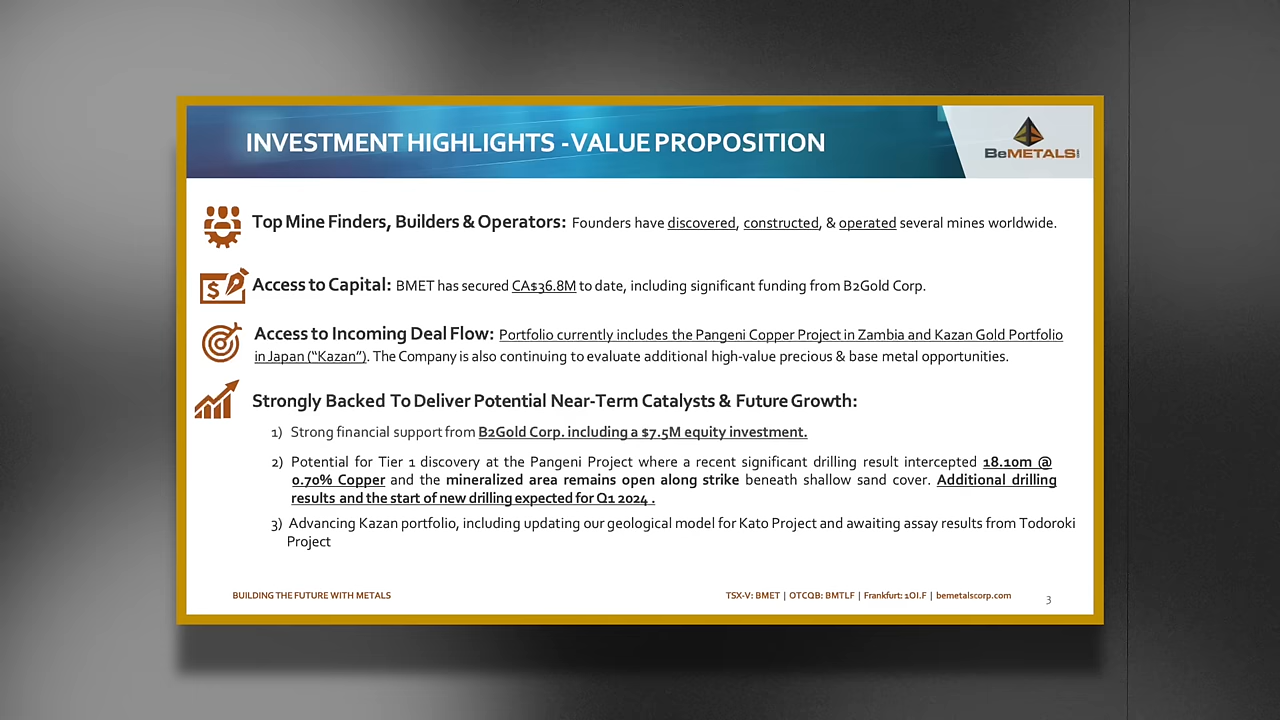 INVESTMENT HIGHLIGHTS - VALUE PROPOSITION
BeMETALS
Top Mine Finders, Builders & Operators: Founders have discovered, constructed, & operated several mines worldwide.
Access to Capital: BMET has secured CA$36.8M to date, including significant funding from B2Gold Corp.
Access to Incoming Deal Flow: Portfolio currently includes the Pangeni Copper Project in Zambia and Kazan Gold Portfolio
in Japan (“Kazan”). The Company is also continuing to evaluate additional high-value precious & base metal opportunities.
Strongly Backed To Deliver Potential Near-Term Catalysts & Future Growth:
1) Strong financial support from B2Gold Corp. including a $7.5M equity investment.
2) Potential for Tier 1 discovery at the Pangeni Project where a recent significant drilling result intercepted 18.10m @
0.70% Copper and the mineralized area remains open along strike beneath shallow sand cover. Additional drilling
results and the start of new drilling expected for Q1 2024 .
3) Advancing Kazan portfolio, including updating our geological model for Kato Project and awaiting assay results from Todoroki
Project
BUILDING THE FUTURE WITH METALS
TSX-V: BMET | OTCQB: BMTLF | Frankfurt: 1OI.F | bemetalscorp.com
3